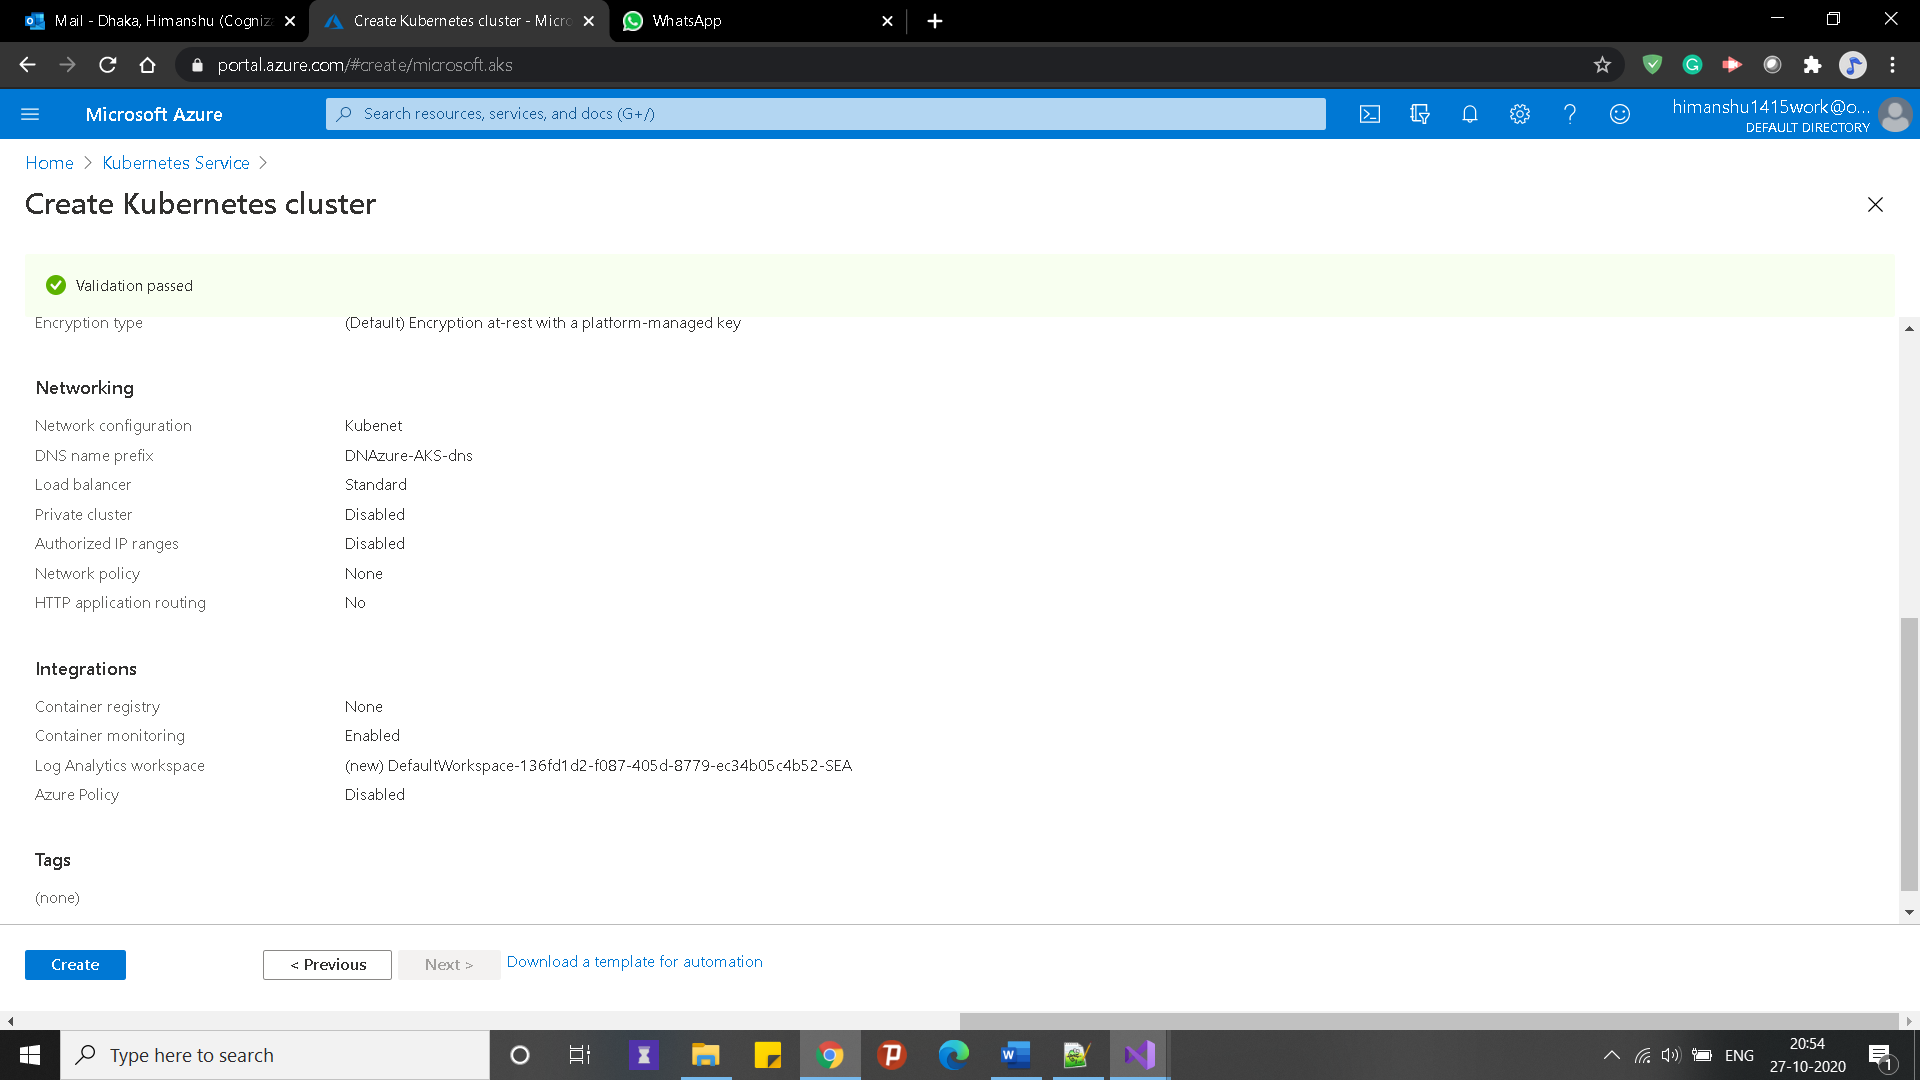 Mail - Dhaka, Himanshu (Cogniz
Create Kubernetes cluster - Micro
WhatsApp
portal.azure.com/#create/microsoft.aks
Microsoft Azure
Search resources, services, and docs (G+/)
himanshu1415work@o...
DEFAULT DIRECTORY
Home > Kubernetes Service >
Create Kubernetes cluster
Validation passed
Encryption type (Default) Encryption at-rest with a platform-managed key
Networking
Network configuration Kubenet
DNS name prefix DNAzure-AKS-dns
Load balancer Standard
Private cluster Disabled
Authorized IP ranges Disabled
Network policy None
HTTP application routing No
Integrations
Container registry None
Container monitoring Enabled
Log Analytics workspace (new) DefaultWorkspace-136fd1d2-f087-405d-8779-ec34b05c4b52-SEA
Azure Policy Disabled
Tags
(none)
Create
< Previous
Next >
Download a template for automation
Type here to search
ENG
20:54
27-10-2020
1